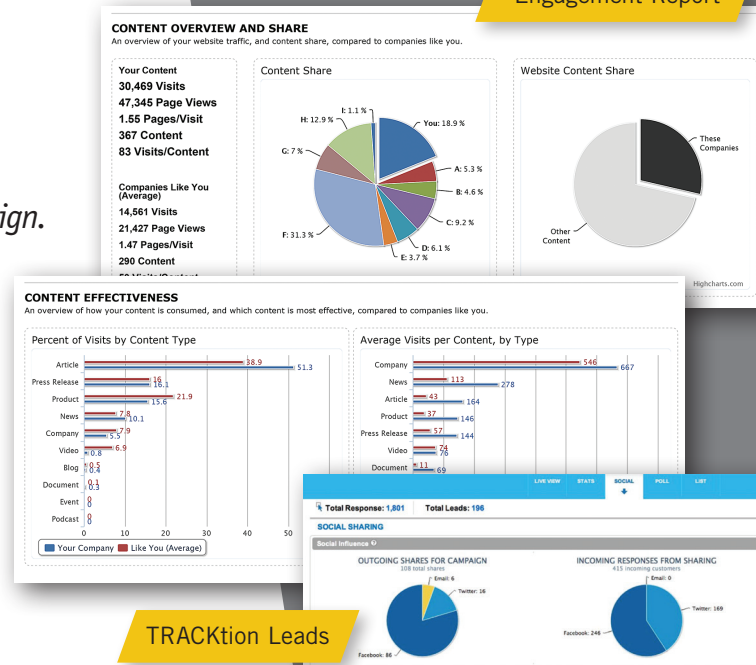 Engagement Report
CONTENT OVERVIEW AND SHARE
An overview of your website traffic, and content share, compared to companies like you.
Your Content
30,469 Visits
47,345 Page Views
1.55 Pages/Visit
367 Content
83 Visits/Content
Companies Like You
(Average)
14,561 Visits
21,427 Page Views
1.47 Pages/Visit
290 Content
Content Share
I: 1.1 %
H: 12.9 %
You: 18.9 %
G: 7 %
A: 5.3 %
B: 4.6 %
C: 9.2 %
F: 31.3 %
D: 6.1 %
E: 3.7 %
Website Content Share
These
Companies
Other
Content
Highcharts.com
ign.
CONTENT EFFECTIVENESS
An overview of how your content is consumed, and which content is most effective, compared to companies like you.
Percent of Visits by Content Type
Article 38.9 51.3
Press Release 16 16.1
Product 21.9 15.6
News 7.8 10.1
Company 7.9 5.5
Video 6.9 0.8
Blog 0.5 0.4
Document 0.1 0.3
Event 0 0
Podcast 0 0
0 10 20 30 40 50
Your Company Like You (Average)
Average Visits per Content, by Type
Company 546 667
News 113 278
Article 43 164
Product 37 146
Press Release 57 144
Video 74 76
Document 11 69
LIVE VIEW STATS SOCIAL POLL LIST
Total Response: 1,801 Total Leads: 196
SOCIAL SHARING
Social Influence
OUTGOING SHARES FOR CAMPAIGN
108 total shares
Email: 6
Twitter: 16
Facebook: 86
INCOMING RESPONSES FROM SHARING
415 incoming customers
Email: 0
Twitter: 169
Facebook: 246
TRACKtion Leads